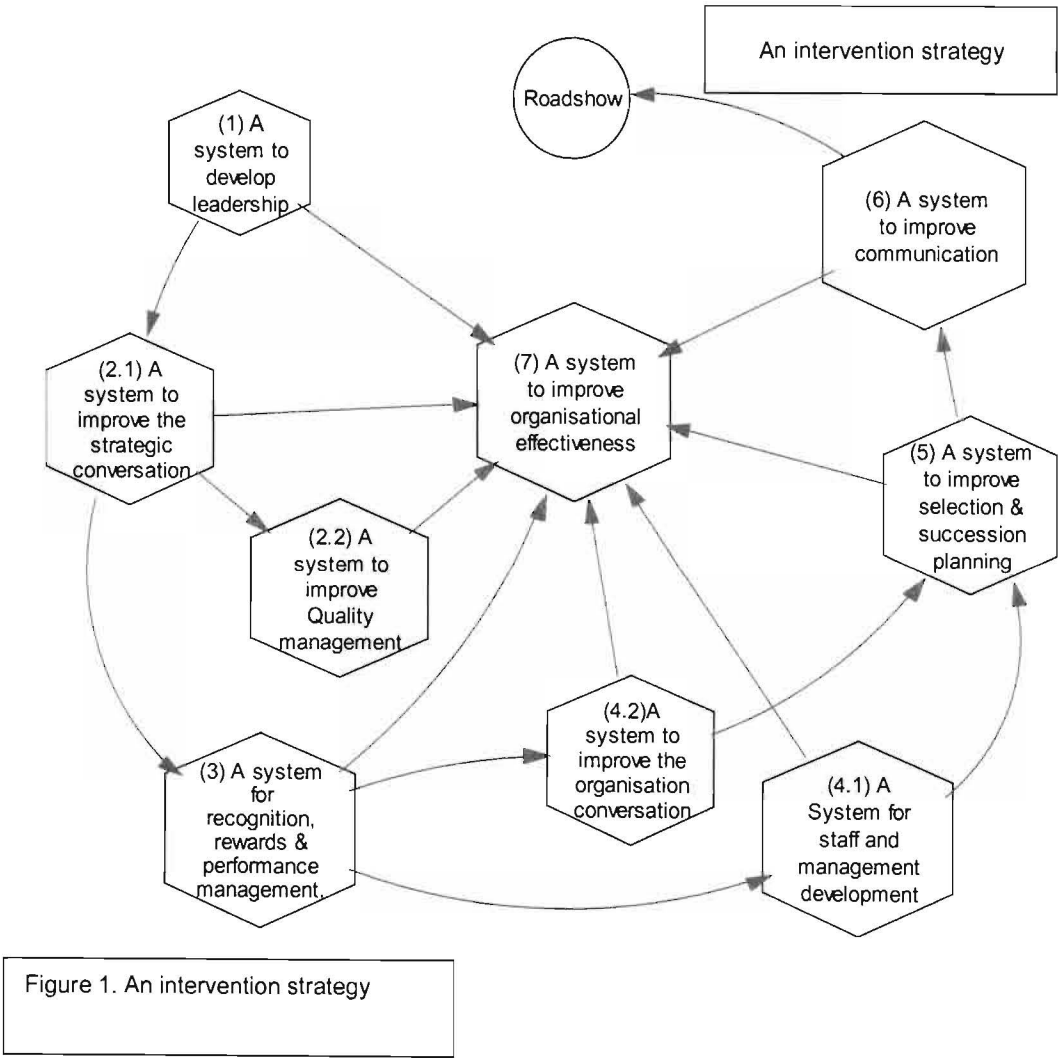 An intervention strategy
Roadshow
(1) A
system to
develop
leadership
(6) A system
to improve
communication
(2.1) A
system to
improve the
strategic
conversation
(7) A system
to improve
organisational
effectiveness
(5) A system
to improve
selection &
succession
planning
(2.2) A
system to
improve
Quality
management
(4.2)A
system to
improve the
organisation
conversation
(3) A system
for
recognition,
rewards &
performance
management.
(4.1) A
System for
staff and
management
development
Figure 1. An intervention strategy